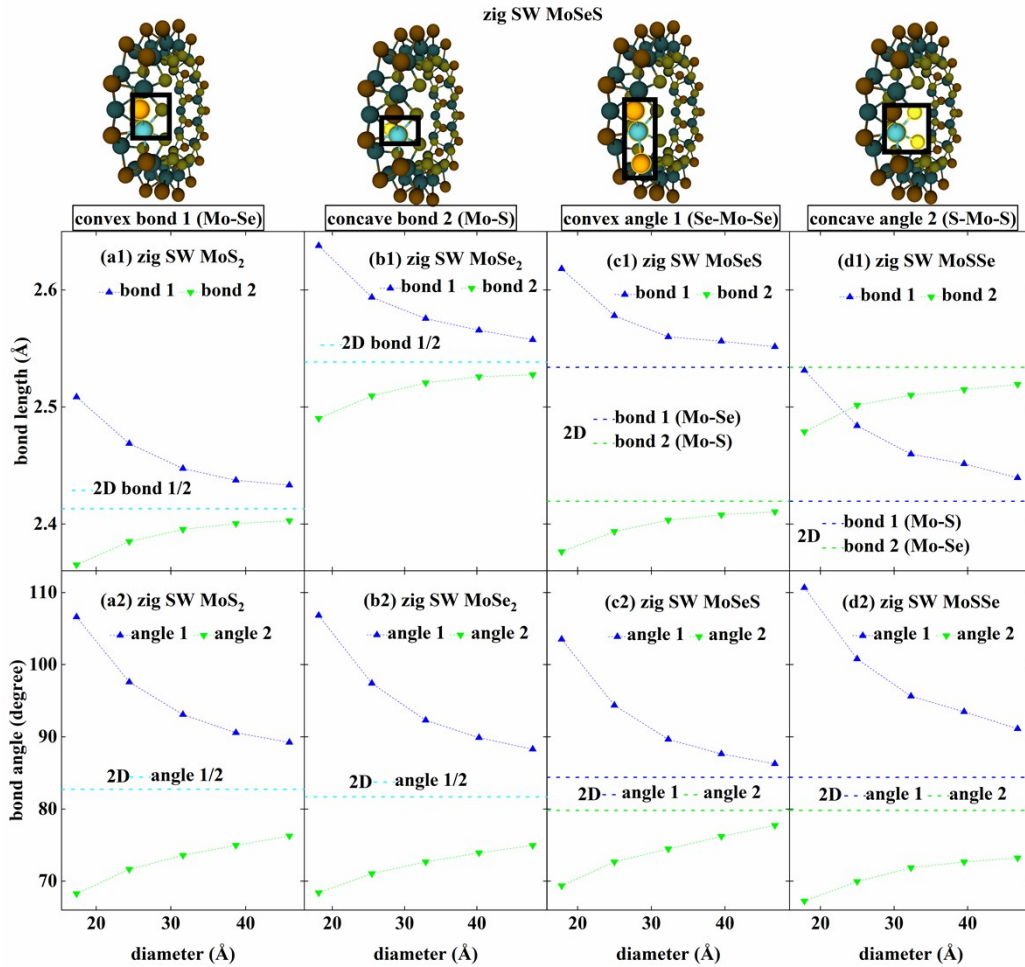 zig SW MoSeS
convex bond 1 (Mo-Se)
concave bond 2 (Mo-S)
convex angle 1 (Se-Mo-Se)
concave angle 2 (S-Mo-S)
bond length (Å)
2.6
2.5
2.4
(a1) zig SW MoS₂
bond 1 bond 2
2D bond 1/2
(b1) zig SW MoSe₂
bond 1 bond 2
2D bond 1/2
(c1) zig SW MoSeS
bond 1 bond 2
2D
bond 1 (Mo-Se)
bond 2 (Mo-S)
(d1) zig SW MoSSe
bond 1 bond 2
2D
bond 1 (Mo-S)
bond 2 (Mo-Se)
bond angle (degree)
110
100
90
80
70
(a2) zig SW MoS₂
angle 1 angle 2
2D angle 1/2
(b2) zig SW MoSe₂
angle 1 angle 2
2D angle 1/2
(c2) zig SW MoSeS
angle 1 angle 2
2D angle 1 angle 2
(d2) zig SW MoSSe
angle 1 angle 2
2D angle 1 angle 2
20 30 40
20 30 40
20 30 40
20 30 40
diameter (Å)
diameter (Å)
diameter (Å)
diameter (Å)